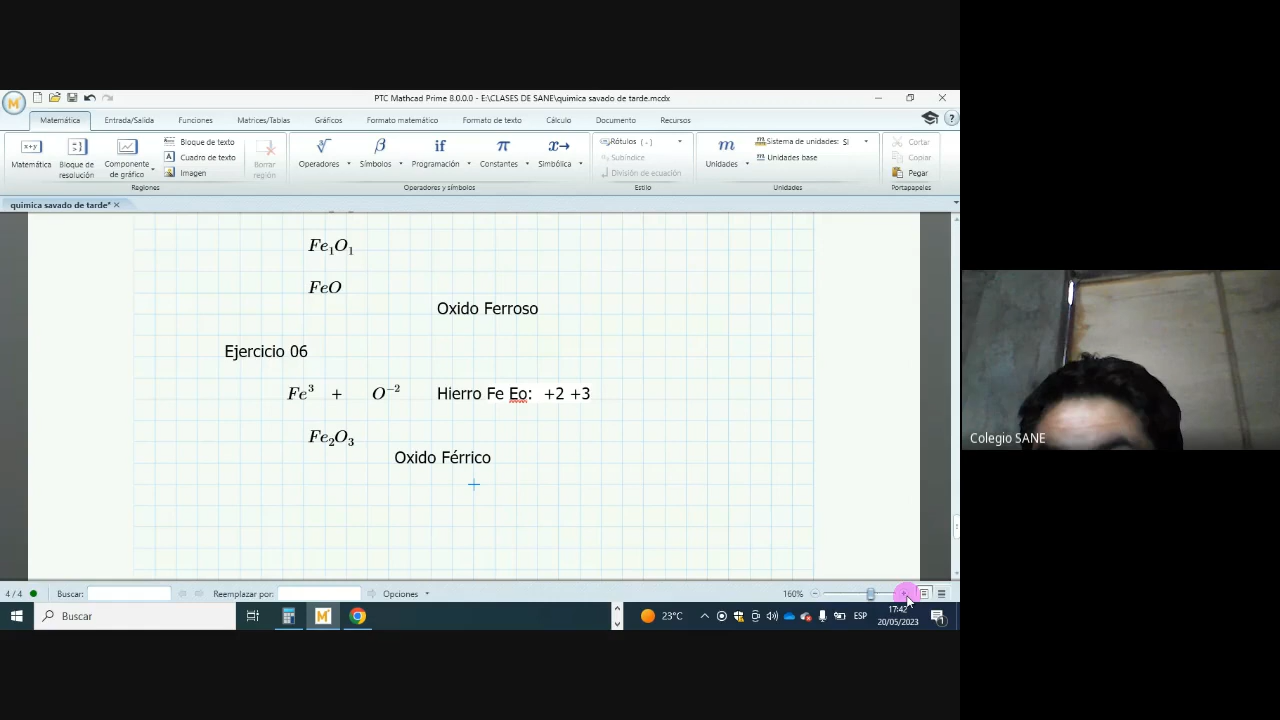 PTC Mathcad Prime 8.0.0.0 - E:\CLASES DE SANE\quimica savado de tarde.mcdx
Matemática Entrada/Salida Funciones Matrices/Tablas Gráficos Formato matemático Formato de texto Cálculo Documento Recursos
Matemática
Bloque de resolución
Componente de gráfico
Bloque de texto
Cuadro de texto
Imagen
Borrar región
Regiones
Operadores
Símbolos
Programación
Constantes
Simbólica
Operadores y símbolos
Rótulos ( - )
Subíndice
División de ecuación
Estilo
Unidades
Sistema de unidades: SI
Unidades base
Unidades
Cortar
Copiar
Pegar
Portapapeles
quimica savado de tarde*
Fe₁O₁
FeO
Oxido Ferroso
Ejercicio 06
Fe³ + O⁻² Hierro Fe Eo: +2 +3
Fe₂O₃
Oxido Férrico
Colegio SANE
4 / 4 Buscar: Reemplazar por: Opciones 160%
Buscar 23°C ESP 17:42
20/05/2023